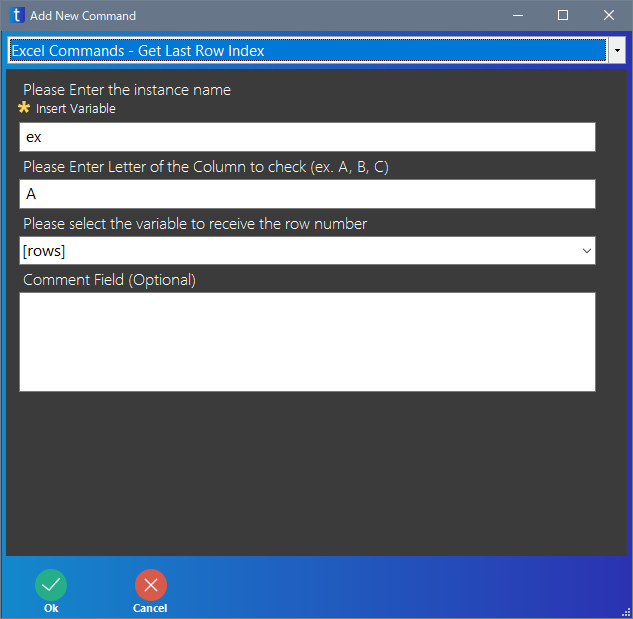 t Add New Command
Excel Commands - Get Last Row Index
Please Enter the instance name
Insert Variable
ex
Please Enter Letter of the Column to check (ex. A, B, C)
A
Please select the variable to receive the row number
[rows]
Comment Field (Optional)
Ok Cancel